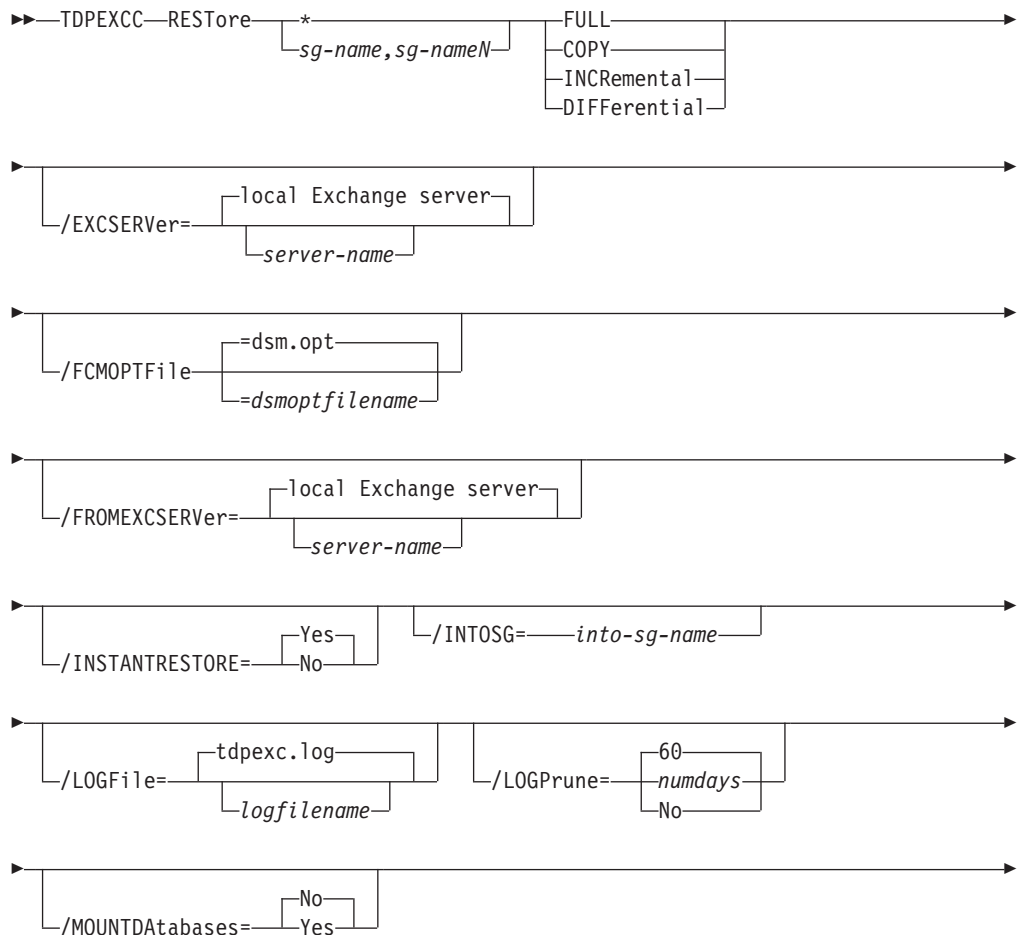 TDPEXCC RESTore * FULL
sg-name,sg-nameN COPY
INCRemental
DIFFerential
local Exchange server
/EXCSERVer=
server-name
=dsm.opt
/FCMOPTFile
=dsmoptfilename
local Exchange server
/FROMEXCSERVer=
server-name
Yes /INTOSG= into-sg-name
/INSTANTRESTORE= No
tdpexc.log 60
/LOGFile= /LOGPrune= numdays
logfilename No
No
/MOUNTDAtabases= Yes